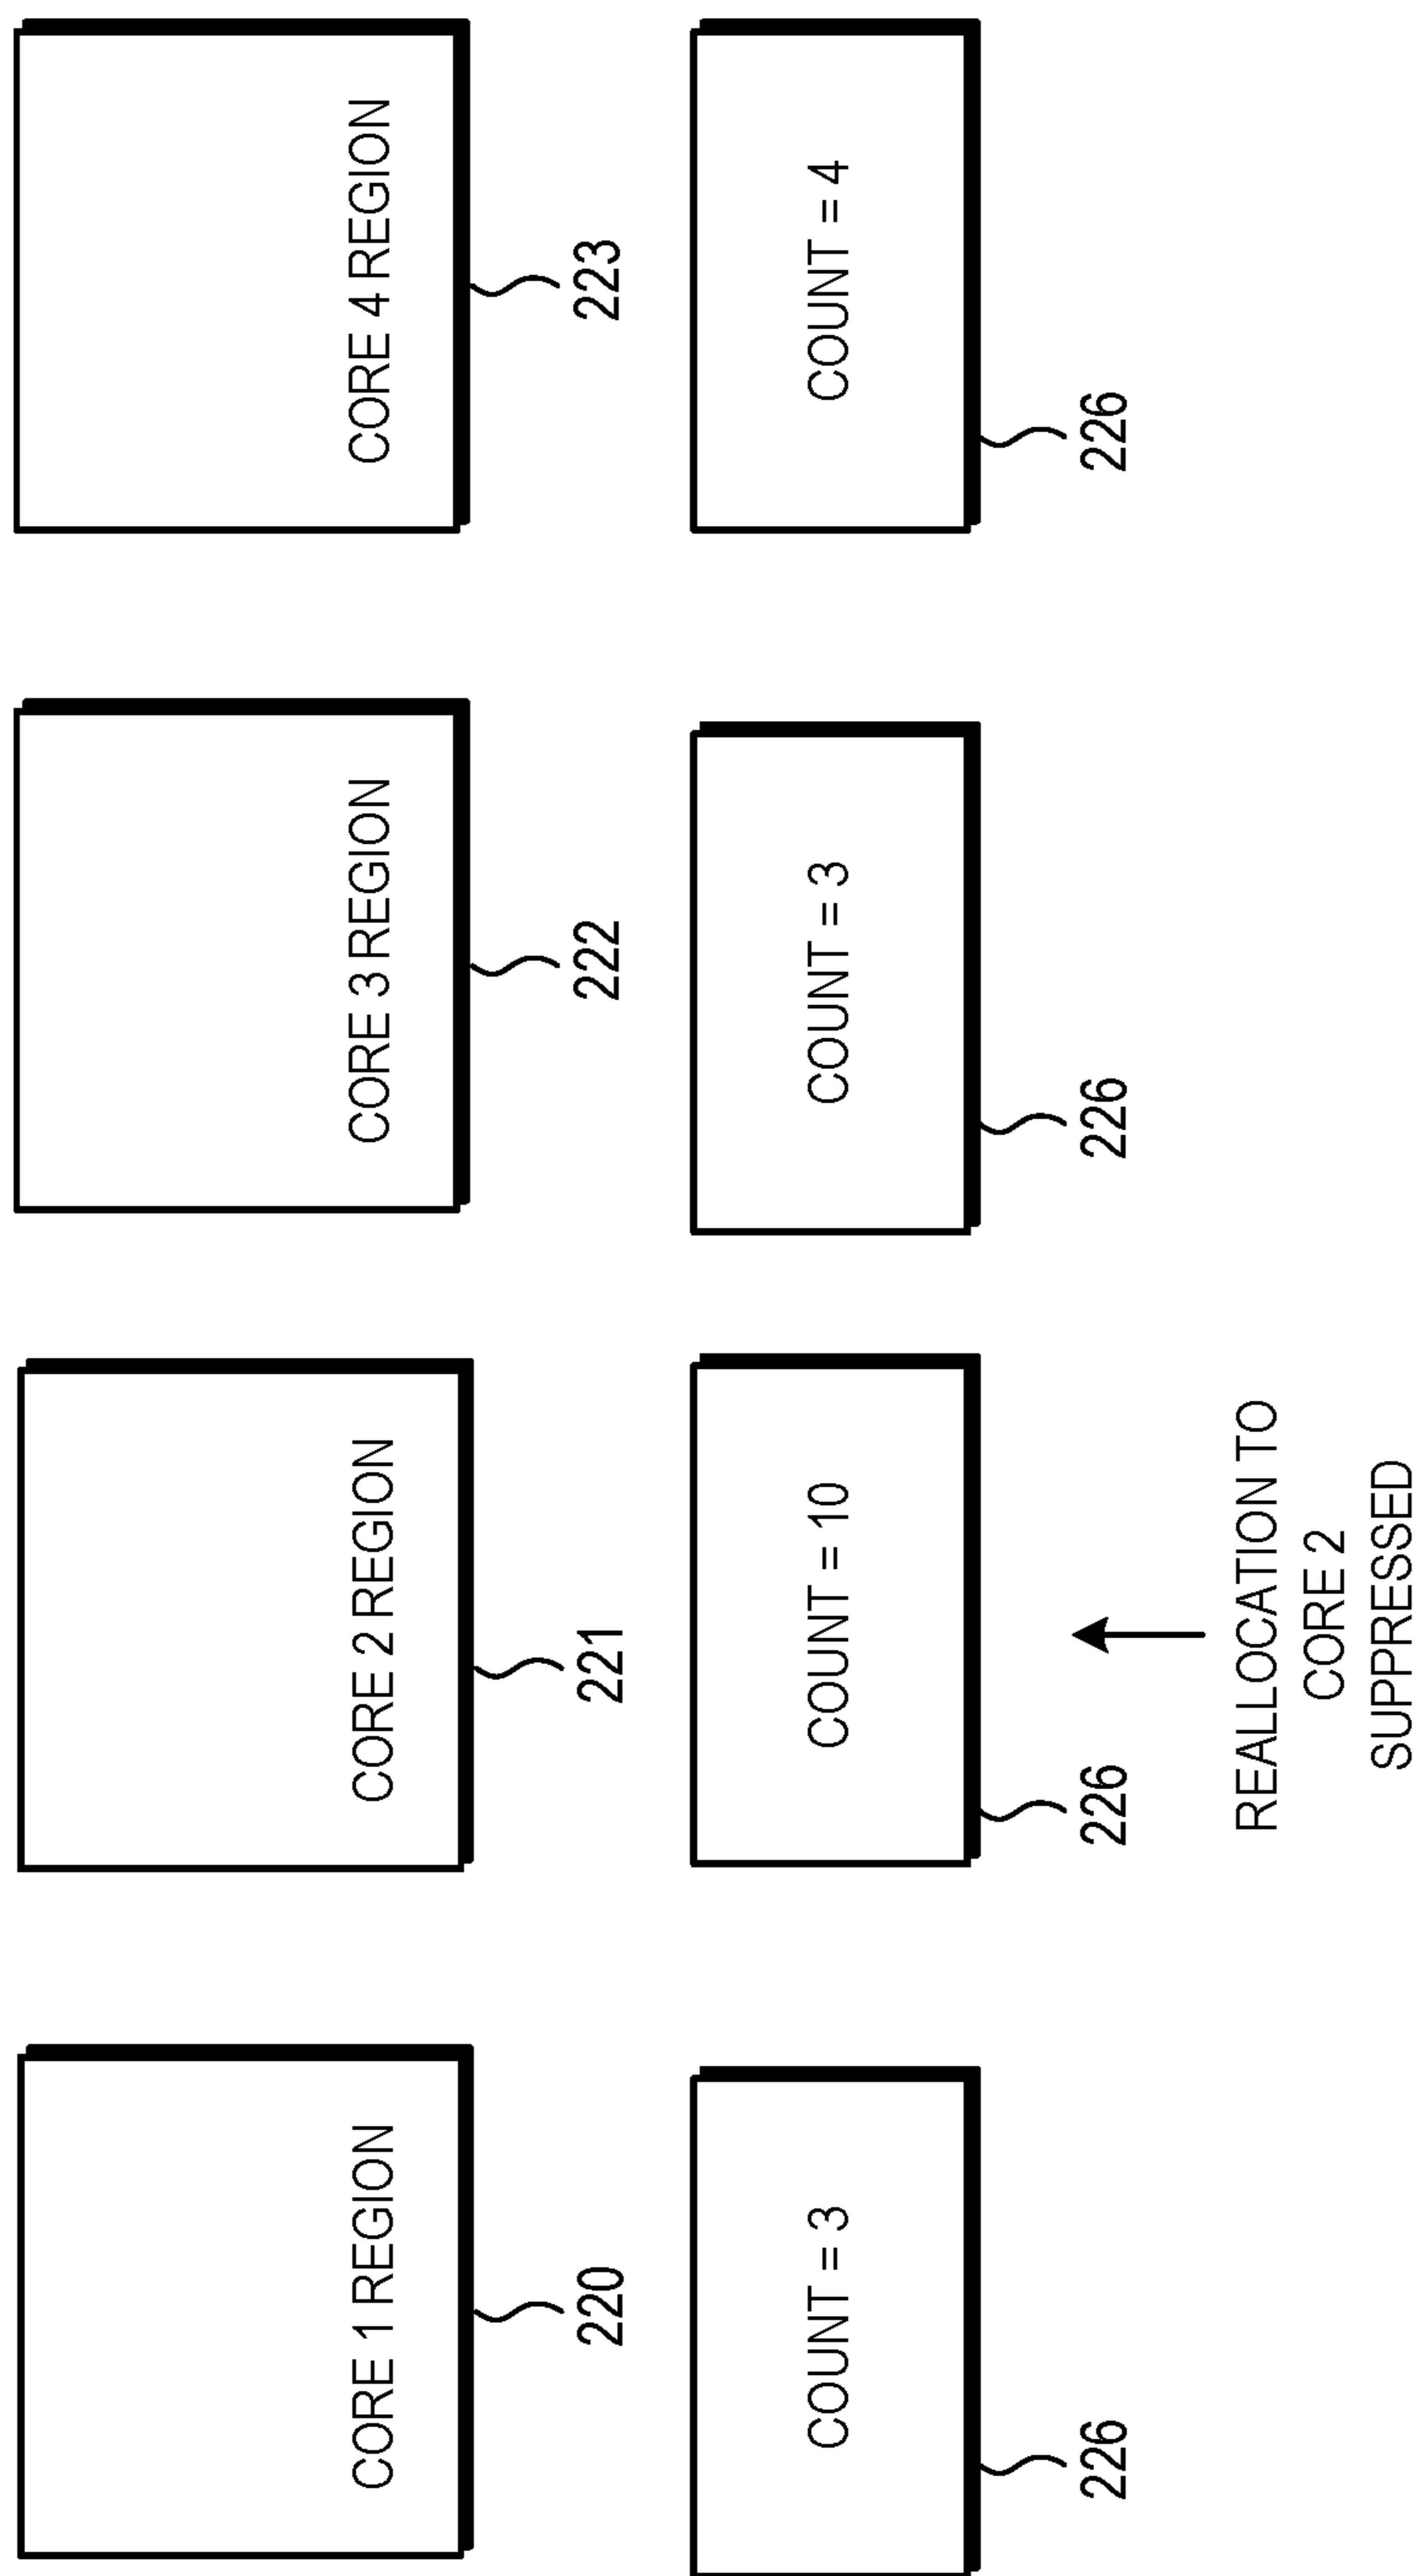 CORE 1 REGION
CORE 2 REGION
CORE 3 REGION
CORE 4 REGION
220
221
222
223
COUNT = 3
COUNT = 10
COUNT = 3
COUNT = 4
226
226
226
226
REALLOCATION TO
CORE 2
SUPPRESSED